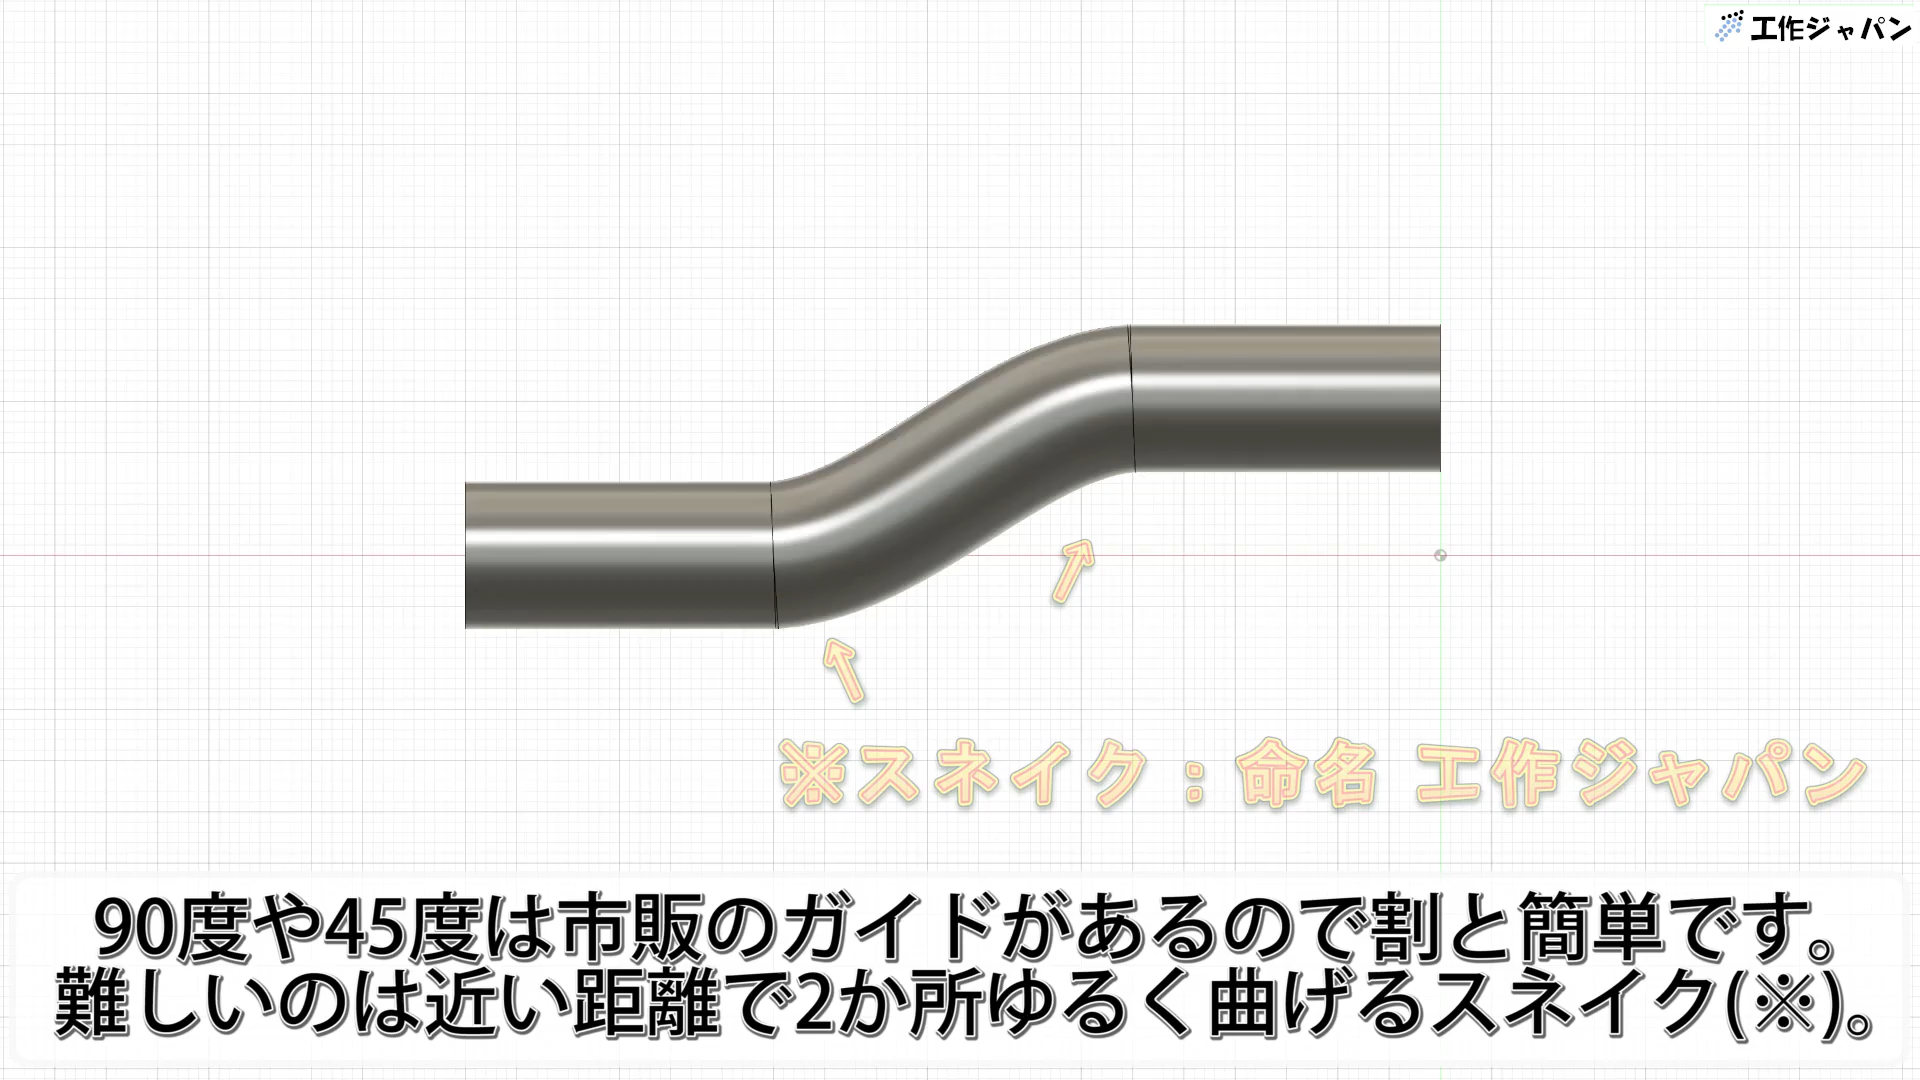 工作ジャパン
※スネイク：命名 工作ジャパン
90度や45度は市販のガイドがあるので割と簡単です。
難しいのは近い距離で2か所ゆるく曲げるスネイク(※)。